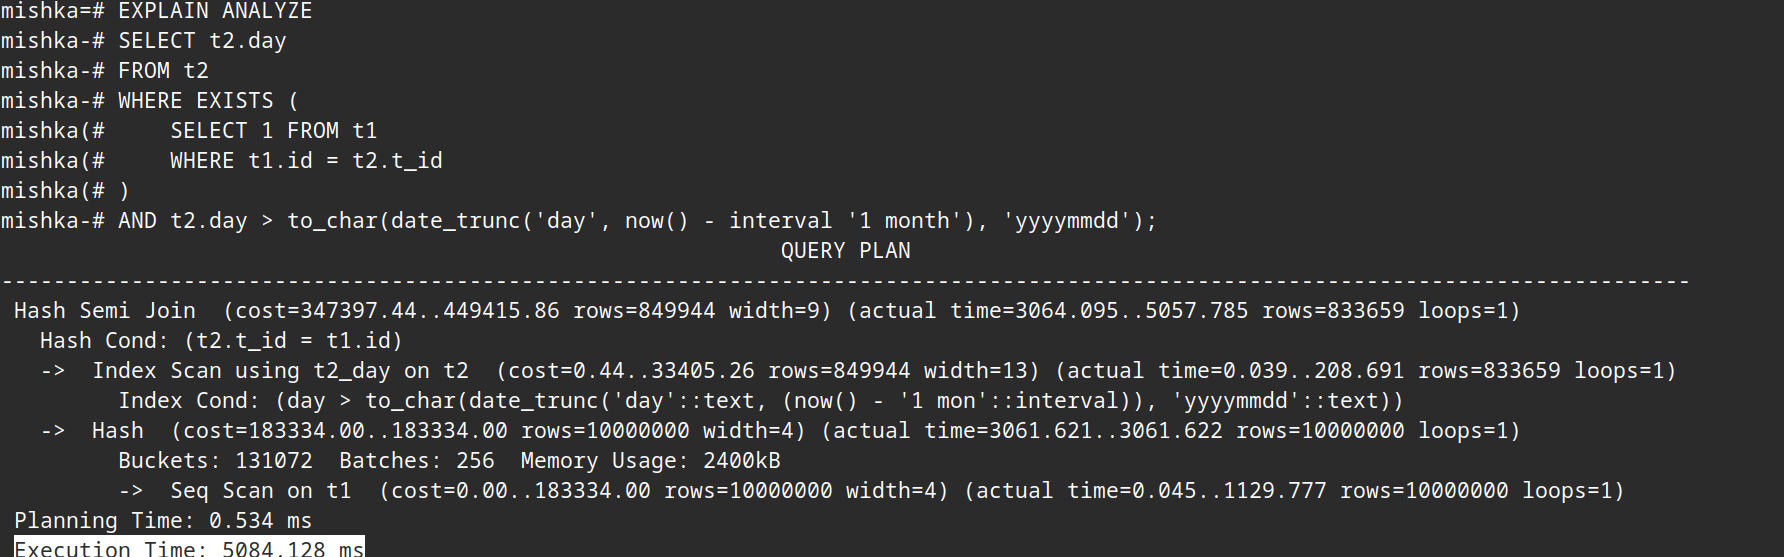 mishka=# EXPLAIN ANALYZE
mishka-# SELECT t2.day
mishka-# FROM t2
mishka-# WHERE EXISTS (
mishka(#     SELECT 1 FROM t1
mishka(#     WHERE t1.id = t2.t_id
mishka(# )
mishka-# AND t2.day > to_char(date_trunc('day', now() - interval '1 month'), 'yyyymmdd');
QUERY PLAN
----------------------------------------------------------------------------------------------------------------------------------
Hash Semi Join  (cost=347397.44..449415.86 rows=849944 width=9) (actual time=3064.095..5057.785 rows=833659 loops=1)
  Hash Cond: (t2.t_id = t1.id)
  ->  Index Scan using t2_day on t2  (cost=0.44..33405.26 rows=849944 width=13) (actual time=0.039..208.691 rows=833659 loops=1)
        Index Cond: (day > to_char(date_trunc('day'::text, (now() - '1 mon'::interval)), 'yyyymmdd'::text))
  ->  Hash  (cost=183334.00..183334.00 rows=10000000 width=4) (actual time=3061.621..3061.622 rows=10000000 loops=1)
        Buckets: 131072  Batches: 256  Memory Usage: 2400kB
        ->  Seq Scan on t1  (cost=0.00..183334.00 rows=10000000 width=4) (actual time=0.045..1129.777 rows=10000000 loops=1)
Planning Time: 0.534 ms
Execution Time: 5084.128 ms